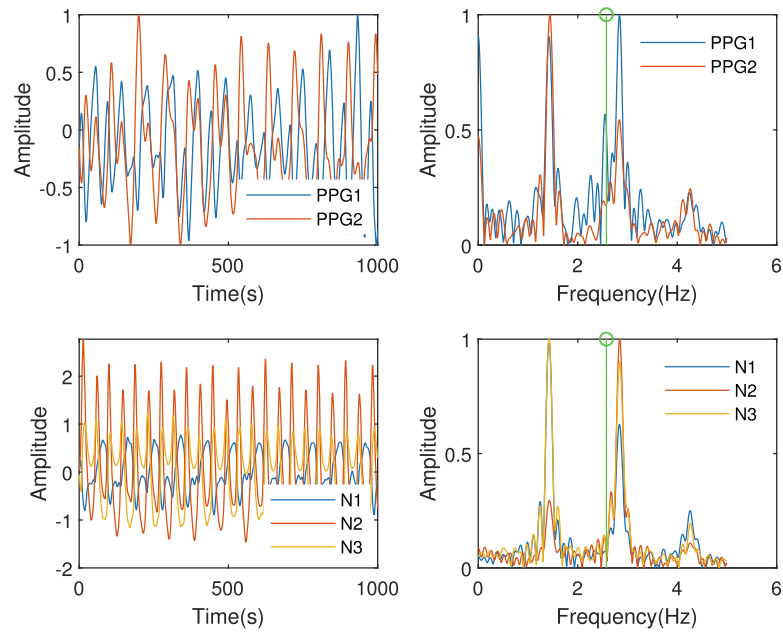 Amplitude
1
0.5
0
-0.5
-1
0
500
1000
Time(s)
PPG1
PPG2
Amplitude
1
0.5
0
0
2
4
6
Frequency(Hz)
PPG1
PPG2
Amplitude
2
1
0
-1
-2
0
500
1000
Time(s)
N1
N2
N3
Amplitude
1
0.5
0
0
2
4
6
Frequency(Hz)
N1
N2
N3